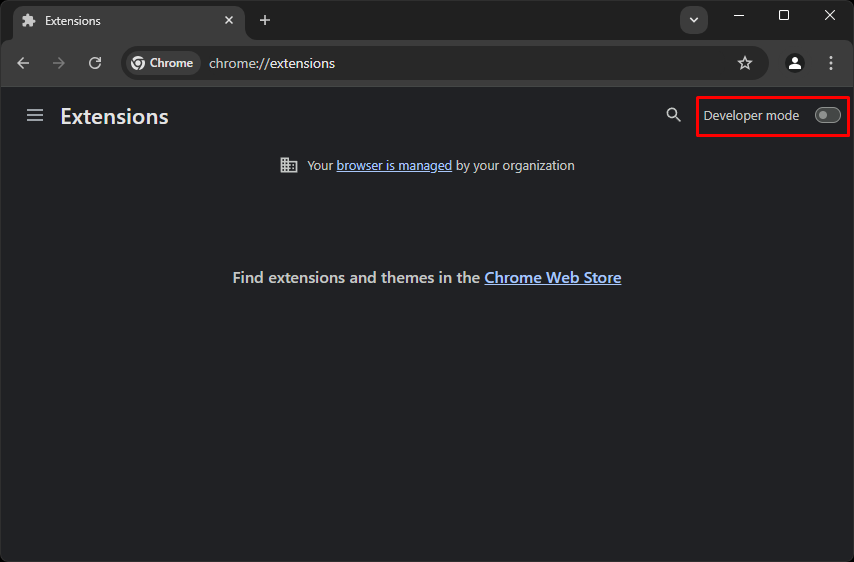 Extensions
Chrome
chrome://extensions
Extensions
Developer mode
Your browser is managed by your organization
Find extensions and themes in the Chrome Web Store